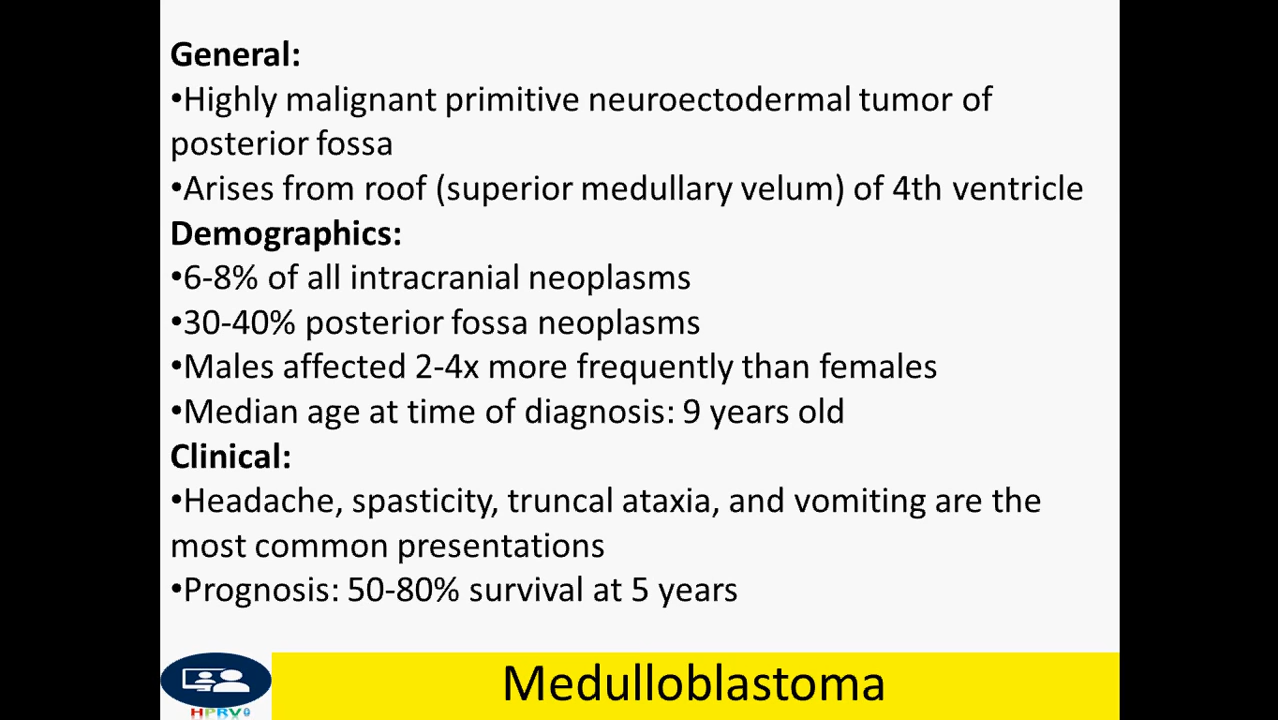 General:
•Highly malignant primitive neuroectodermal tumor of
posterior fossa
•Arises from roof (superior medullary velum) of 4th ventricle
Demographics:
•6-8% of all intracranial neoplasms
•30-40% posterior fossa neoplasms
•Males affected 2-4x more frequently than females
•Median age at time of diagnosis: 9 years old
Clinical:
•Headache, spasticity, truncal ataxia, and vomiting are the
most common presentations
•Prognosis: 50-80% survival at 5 years
Medulloblastoma